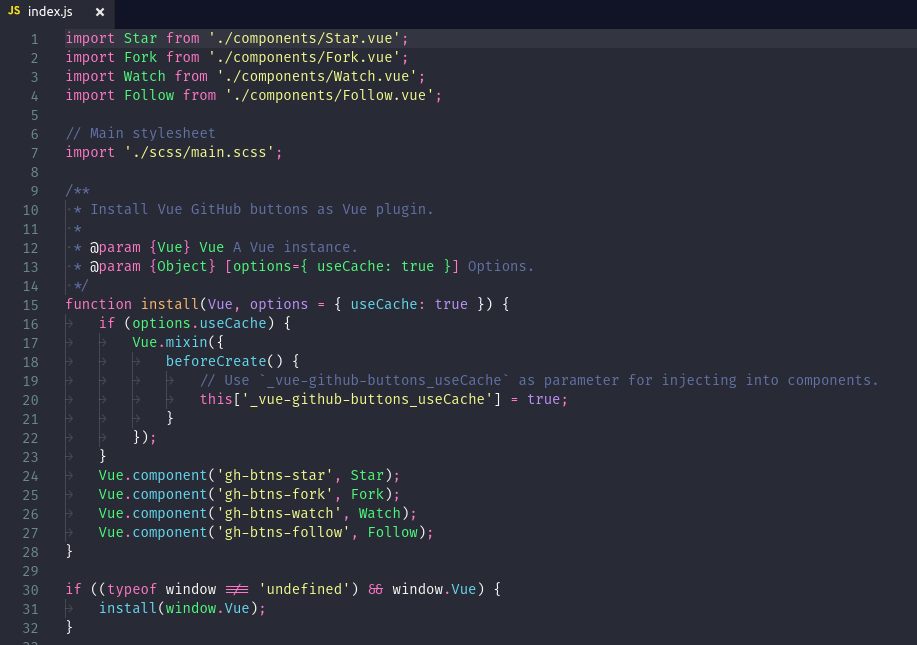 JS index.js ×
1 import Star from './components/Star.vue';
2 import Fork from './components/Fork.vue';
3 import Watch from './components/Watch.vue';
4 import Follow from './components/Follow.vue';
5
6 // Main stylesheet
7 import './scss/main.scss';
8
9 /**
10 * Install Vue GitHub buttons as Vue plugin.
11 *
12 * @param {Vue} Vue A Vue instance.
13 * @param {Object} [options={ useCache: true }] Options.
14 */
15 function install(Vue, options = { useCache: true }) {
16 if (options.useCache) {
17 Vue.mixin({
18 beforeCreate() {
19 // Use `_vue-github-buttons_useCache` as parameter for injecting into components.
20 this['_vue-github-buttons_useCache'] = true;
21 }
22 });
23 }
24 Vue.component('gh-btns-star', Star);
25 Vue.component('gh-btns-fork', Fork);
26 Vue.component('gh-btns-watch', Watch);
27 Vue.component('gh-btns-follow', Follow);
28 }
29
30 if ((typeof window !== 'undefined') && window.Vue) {
31 install(window.Vue);
32 }